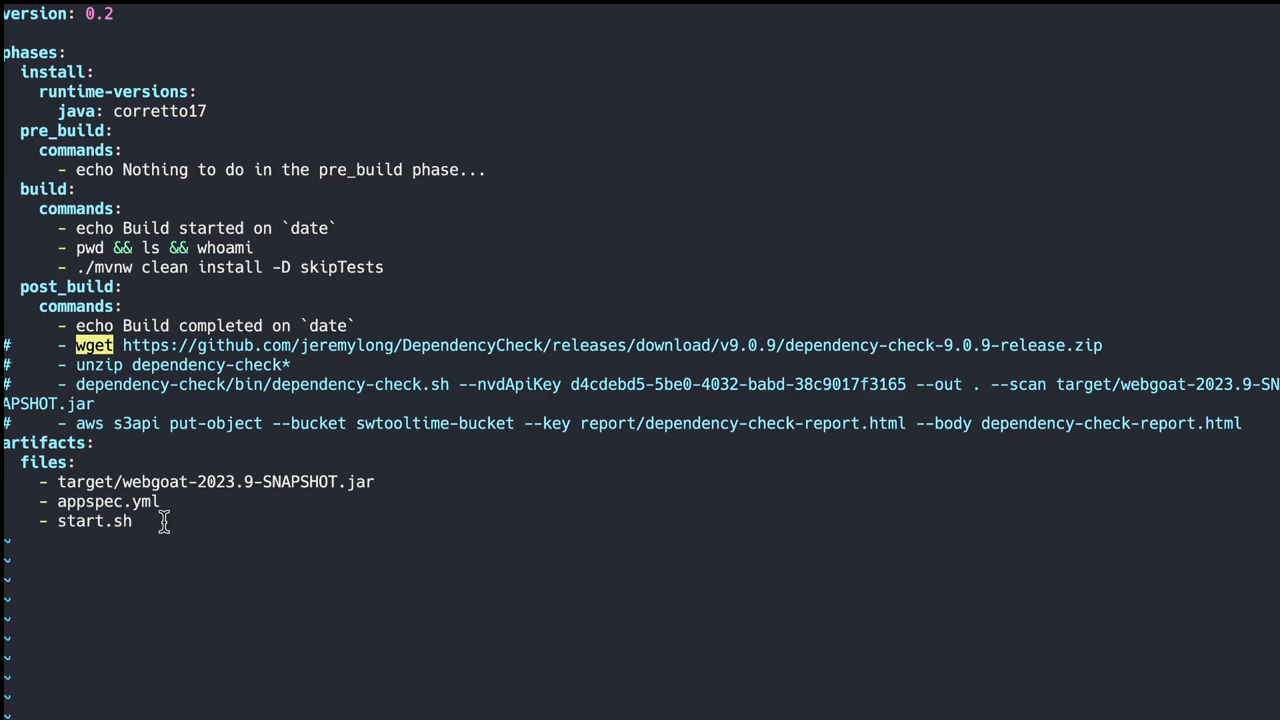 version: 0.2

phases:
  install:
    runtime-versions:
      java: corretto17
  pre_build:
    commands:
      - echo Nothing to do in the pre_build phase...
  build:
    commands:
      - echo Build started on `date`
      - pwd && ls && whoami
      - ./mvnw clean install -D skipTests
  post_build:
    commands:
      - echo Build completed on `date`
#     - wget https://github.com/jeremylong/DependencyCheck/releases/download/v9.0.9/dependency-check-9.0.9-release.zip
#     - unzip dependency-check*
#     - dependency-check/bin/dependency-check.sh --nvdApiKey d4cdebd5-5be0-4032-babd-38c9017f3165 --out . --scan target/webgoat-2023.9-SN
APSHOT.jar
#     - aws s3api put-object --bucket swtooltime-bucket --key report/dependency-check-report.html --body dependency-check-report.html
artifacts:
  files:
    - target/webgoat-2023.9-SNAPSHOT.jar
    - appspec.yml
    - start.sh
~
~
~
~
~
~
~
~
~
~